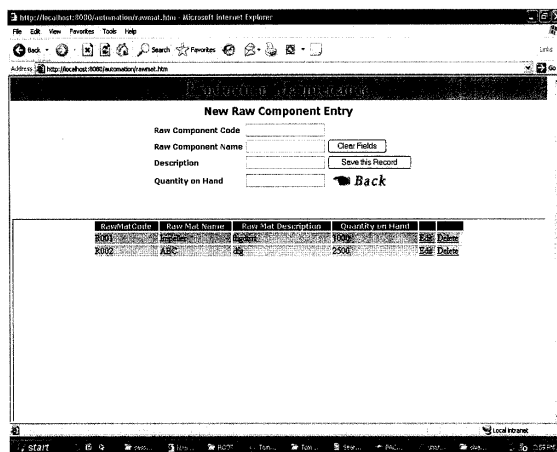 http://localhost:8080/automation/rawmat.htm - Microsoft Internet Explorer
File Edit View Favorites Tools Help
Back Search Favorites Links
Address http://localhost:8080/automation/rawmat.htm Go
Production Maintenance
New Raw Component Entry
Raw Component Code
Raw Component Name Clear Fields
Description Save this Record
Quantity on Hand Back
RawMatCode Raw Mat Name Raw Mat Description Quantity on Hand
R001 Edit Delete
R002 ABC 2500 Edit Delete
Local intranet
start